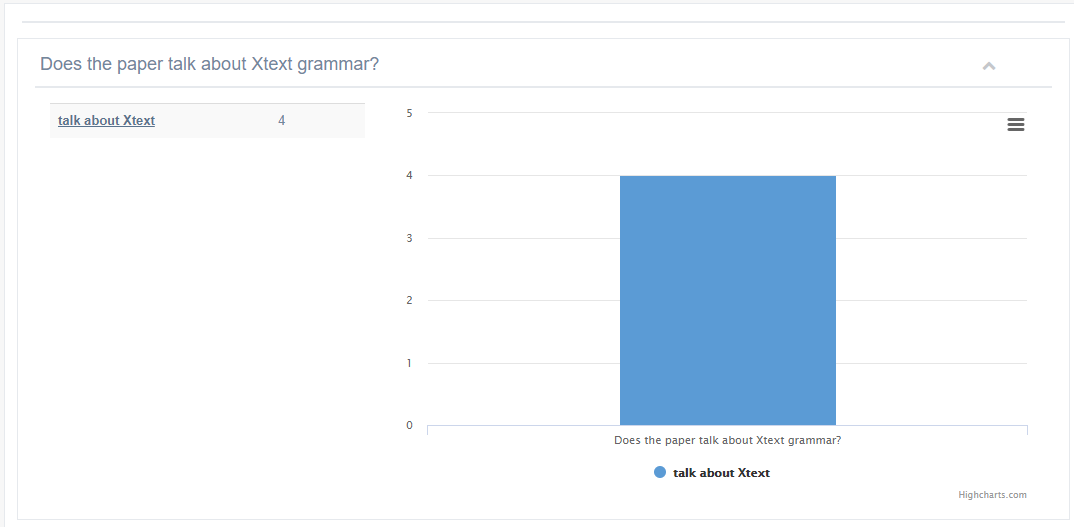 Does the paper talk about Xtext grammar?
talk about Xtext 4
5
4
3
2
1
0
Does the paper talk about Xtext grammar?
talk about Xtext
Highcharts.com